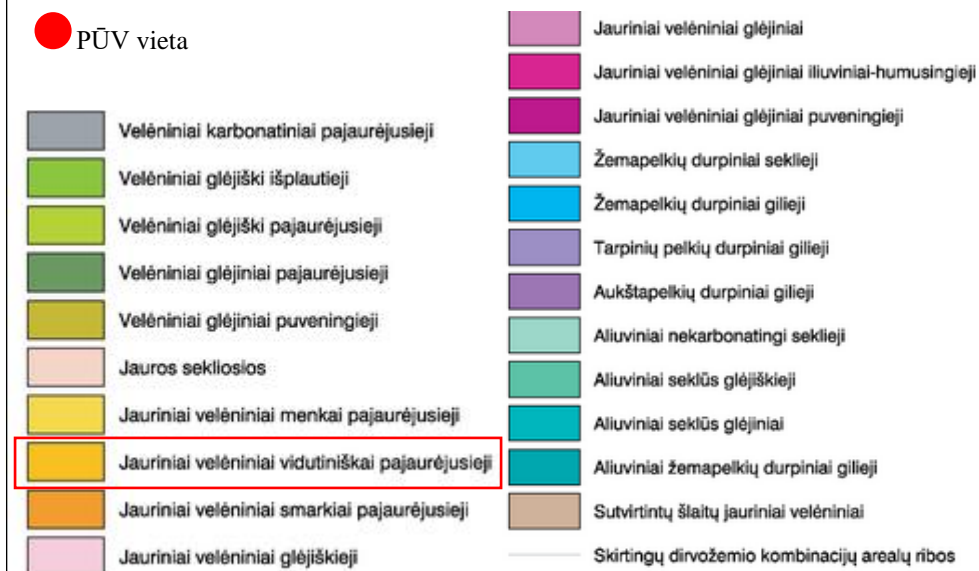 PŪV vieta
Velėniniai karbonatiniai pajaurėjusieji
Velėniniai glėjiški išplautieji
Velėniniai glėjiški pajaurėjusieji
Velėniniai glėjiniai pajaurėjusieji
Velėniniai glėjiniai puveningieji
Jauros sekliosios
Jauriniai velėniniai menkai pajaurėjusieji
Jauriniai velėniniai vidutiniškai pajaurėjusieji
Jauriniai velėniniai smarkiai pajaurėjusieji
Jauriniai velėniniai glėjiškieji
Jauriniai velėniniai glėjiniai
Jauriniai velėniniai glėjiniai iliuviniai-humusingieji
Jauriniai velėniniai glėjiniai puveningieji
Žemapelkių durpiniai seklieji
Žemapelkių durpiniai gilieji
Tarpinių pelkių durpiniai gilieji
Aukštapelkių durpiniai gilieji
Aliuviniai nekarbonatingi seklieji
Aliuviniai seklūs glėjiškieji
Aliuviniai seklūs glėjiniai
Aliuviniai žemapelkių durpiniai gilieji
Sutvirtintų šlaitų jauriniai velėniniai
Skirtingų dirvožemio kombinacijų arealų ribos